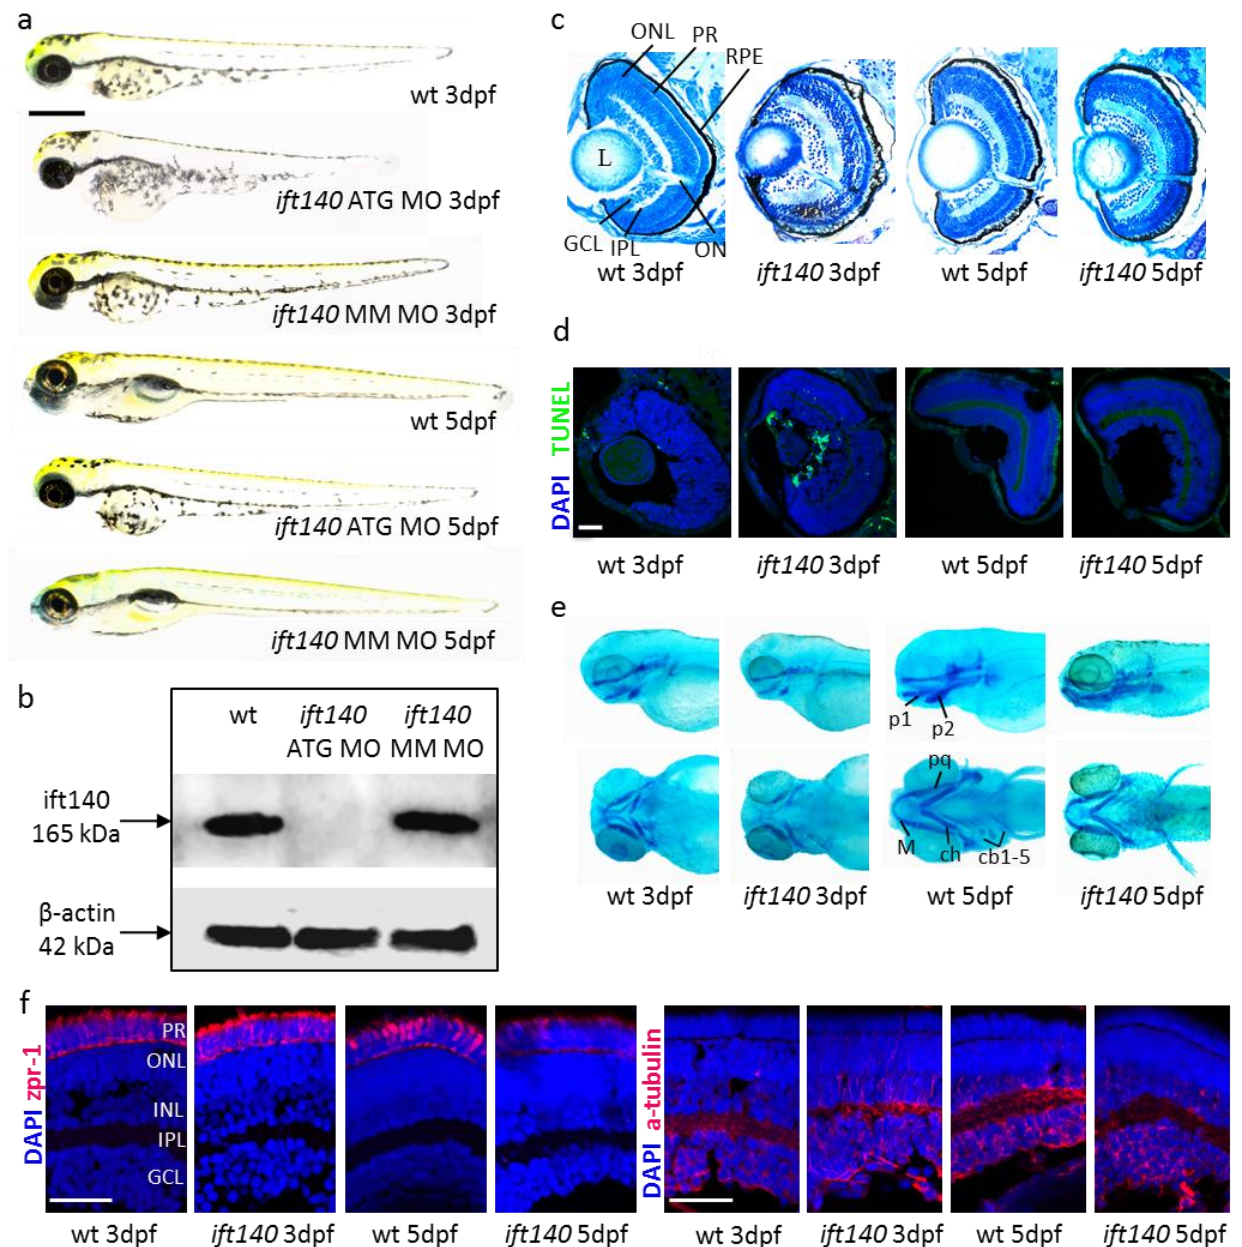 a
wt 3dpf
ift140 ATG MO 3dpf
ift140 MM MO 3dpf
wt 5dpf
ift140 ATG MO 5dpf
ift140 MM MO 5dpf
b
wt
ift140
ATG MO
ift140
MM MO
ift140
165 kDa
β-actin
42 kDa
c
ONL
PR
RPE
L
GCL
IPL
ON
wt 3dpf
ift140 3dpf
wt 5dpf
ift140 5dpf
d
DAPI TUNEL
wt 3dpf
ift140 3dpf
wt 5dpf
ift140 5dpf
e
p1
p2
pq
M
ch
cb1-5
wt 3dpf
ift140 3dpf
wt 5dpf
ift140 5dpf
f
DAPI zpr-1
PR
ONL
INL
IPL
GCL
wt 3dpf
ift140 3dpf
wt 5dpf
ift140 5dpf
DAPI a-tubulin
wt 3dpf
ift140 3dpf
wt 5dpf
ift140 5dpf